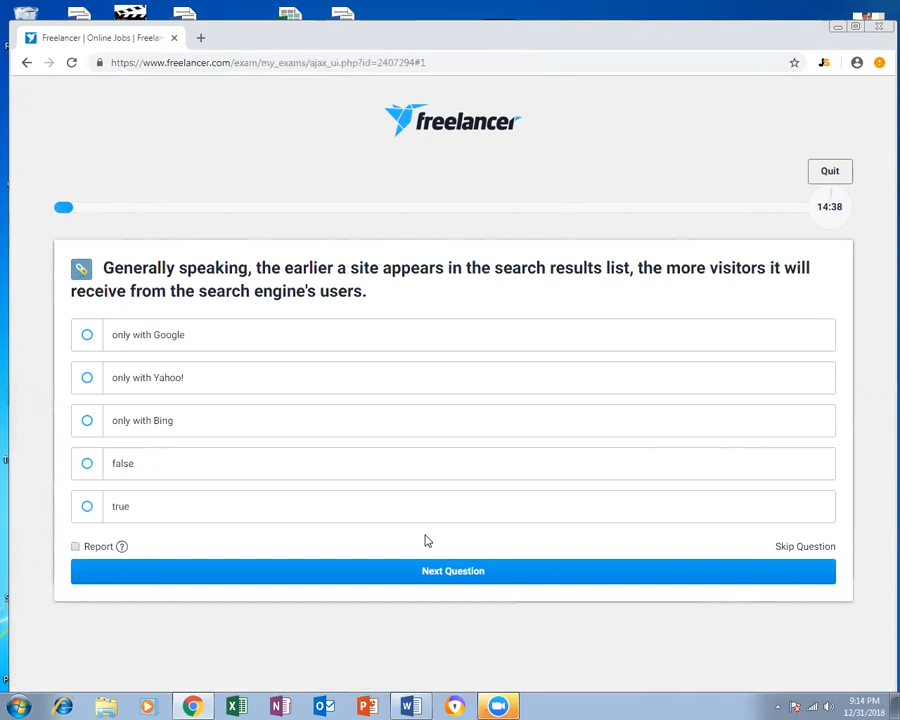 Freelancer | Online Jobs | Freela
https://www.freelancer.com/exam/my_exams/ajax_ui.php?id=2407294#1
JS
freelancer
Quit
14:38
Generally speaking, the earlier a site appears in the search results list, the more visitors it will
receive from the search engine's users.
only with Google
only with Yahoo!
only with Bing
false
true
Report ?
Skip Question
Next Question
9:14 PM
12/31/2018